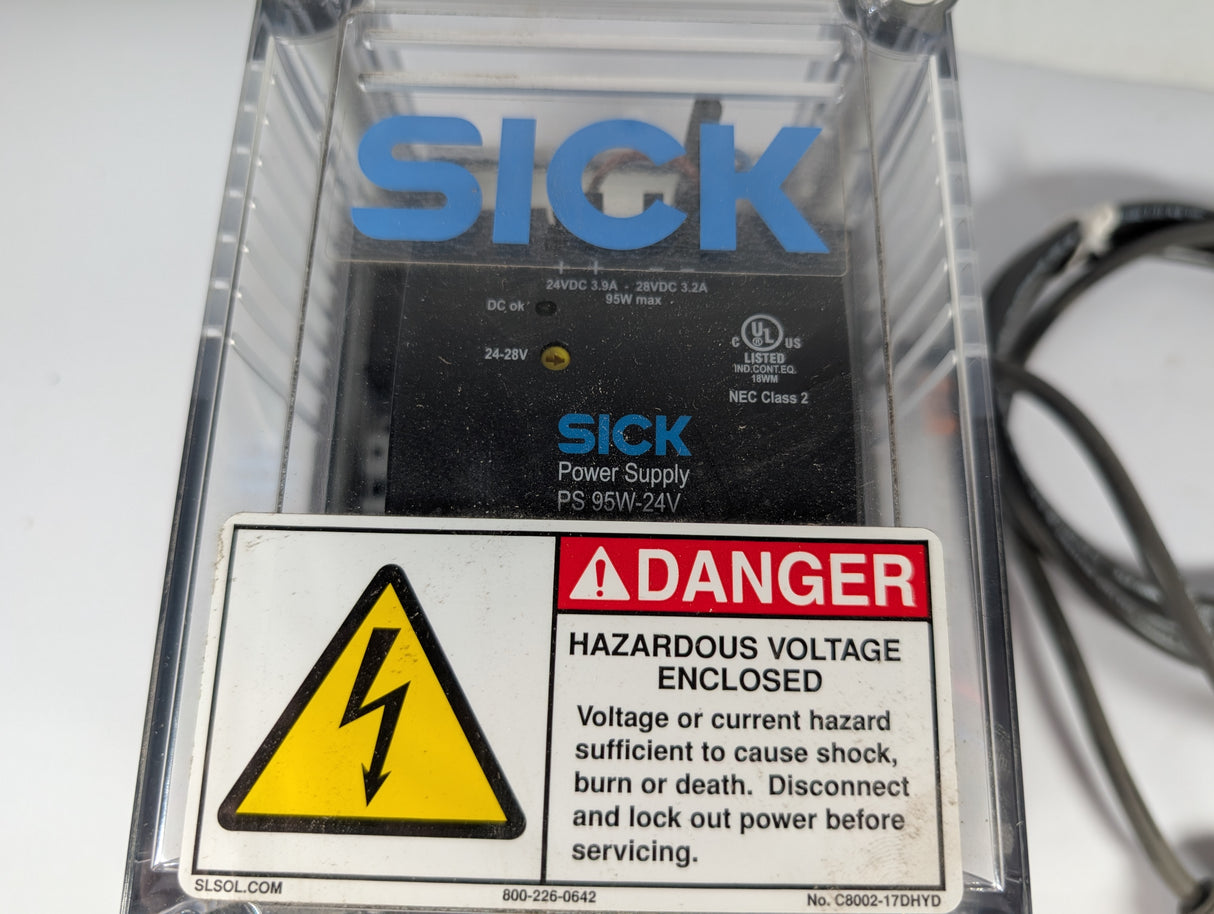 SICK
+ + - -
24VDC 3.9A - 28VDC 3.2A
95W max
DC ok
24-28V
C UL US
®
LISTED
IND.CONT.EQ.
18WM
NEC Class 2
SICK
Power Supply
PS 95W-24V
DANGER
HAZARDOUS VOLTAGE
ENCLOSED
Voltage or current hazard
sufficient to cause shock,
burn or death. Disconnect
and lock out power before
servicing.
SLSOL.COM
800-226-0642
No. C8002-17DHYD